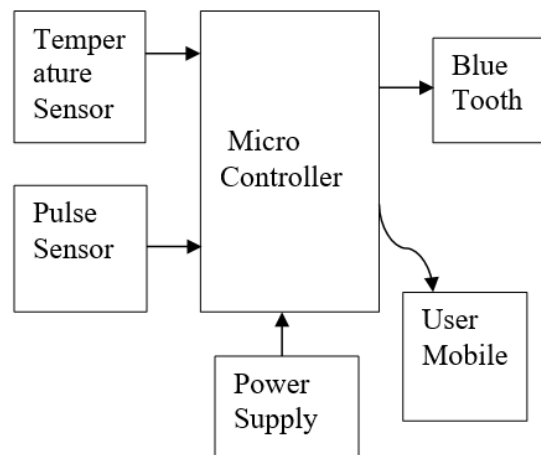 Temper
ature
Sensor
Micro
Controller
Blue
Tooth
Pulse
Sensor
User
Mobile
Power
Supply